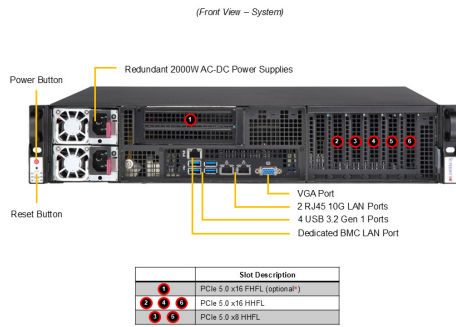 (Front View – System)
Redundant 2000W AC-DC Power Supplies
Power Button
1
2 3 4 5 6
VGA Port
2 RJ45 10G LAN Ports
Reset Button
4 USB 3.2 Gen 1 Ports
Dedicated BMC LAN Port
Slot Description
1 PCIe 5.0 x16 FHFL (optional*)
2 4 6 PCIe 5.0 x16 HHFL
3 5 PCIe 5.0 x8 HHFL